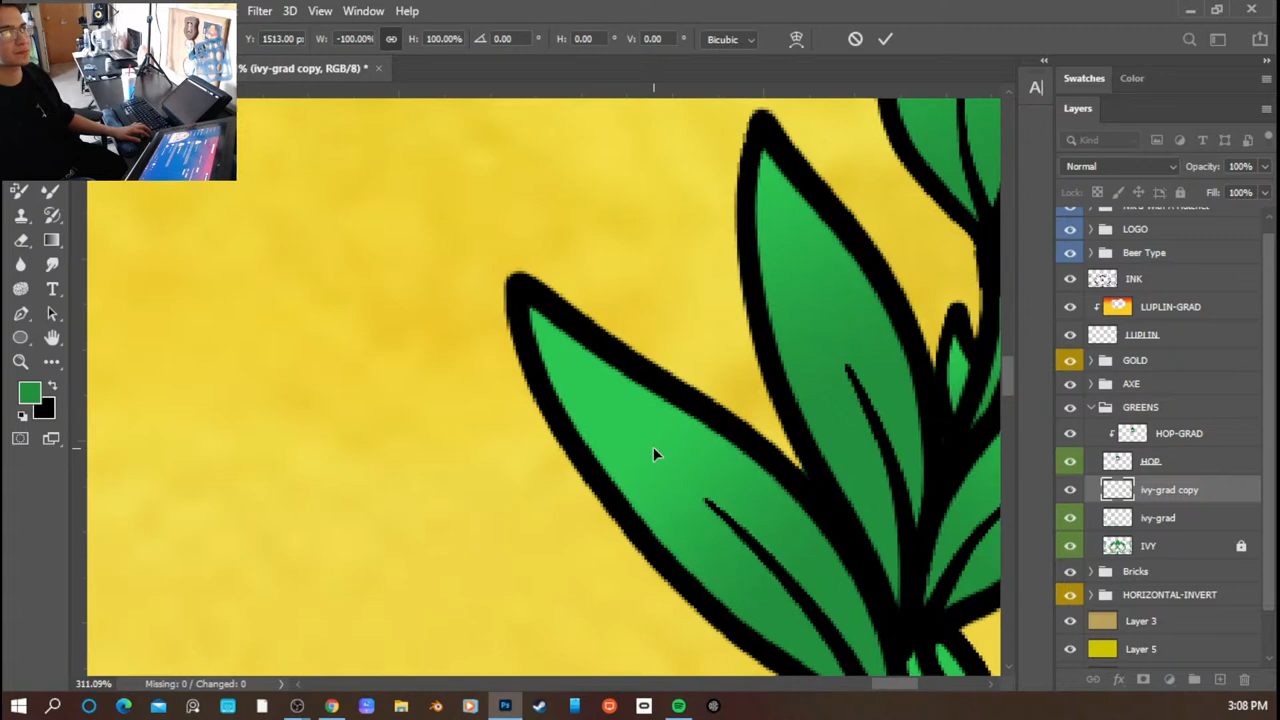 Filter 3D View Window Help
Y: 1513.00 px W: -100.00% H: 100.00% 0.00 ° H: 0.00 ° V: 0.00 ° Bicubic
% (ivy-grad copy, RGB/8) * ×
Swatches Color
Layers
Kind
Normal Opacity: 100%
Lock: Fill: 100%
LOGO
Beer Type
INK
LUPLIN-GRAD
LUPLIN
GOLD
AXE
GREENS
HOP-GRAD
HOP
ivy-grad copy
ivy-grad
IVY
Bricks
HORIZONTAL-INVERT
Layer 3
Layer 5
311.09% Missing: 0 / Changed: 0
3:08 PM